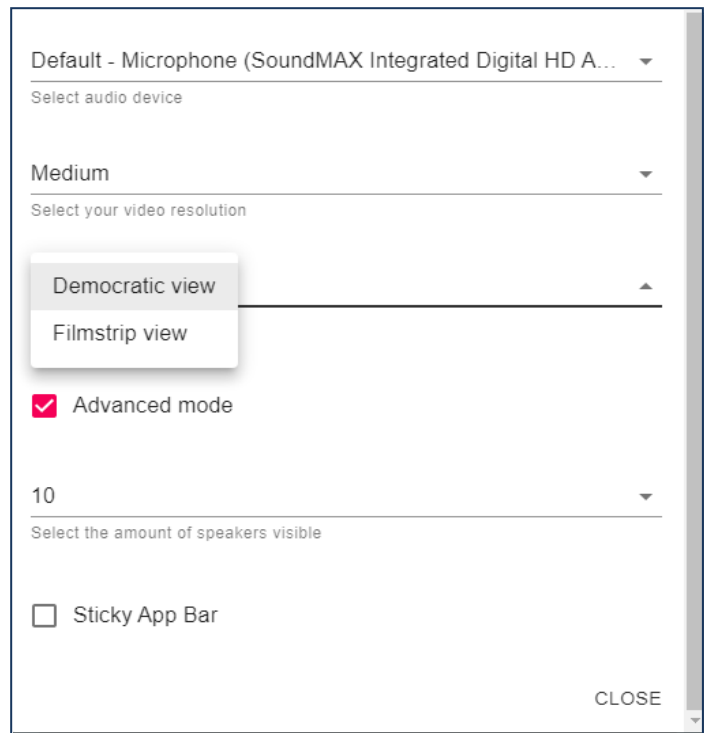 Default - Microphone (SoundMAX Integrated Digital HD A...
Select audio device
Medium
Select your video resolution
Democratic view
Filmstrip view
Advanced mode
10
Select the amount of speakers visible
Sticky App Bar
CLOSE